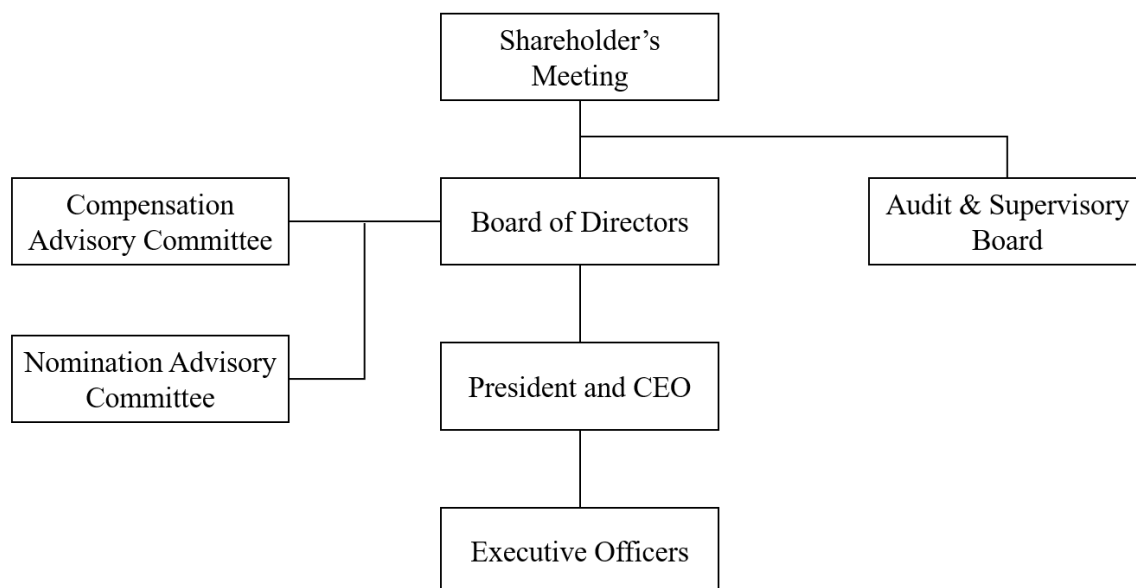 Shareholder’s
Meeting
Compensation
Advisory Committee
Board of Directors
Audit & Supervisory
Board
Nomination Advisory
Committee
President and CEO
Executive Officers